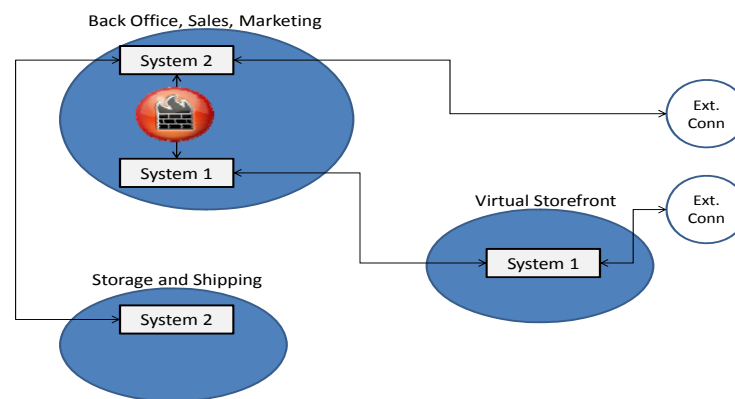 Back Office, Sales, Marketing
System 2
Ext.
Conn
System 1
Virtual Storefront
Ext.
Conn
System 1
Storage and Shipping
System 2